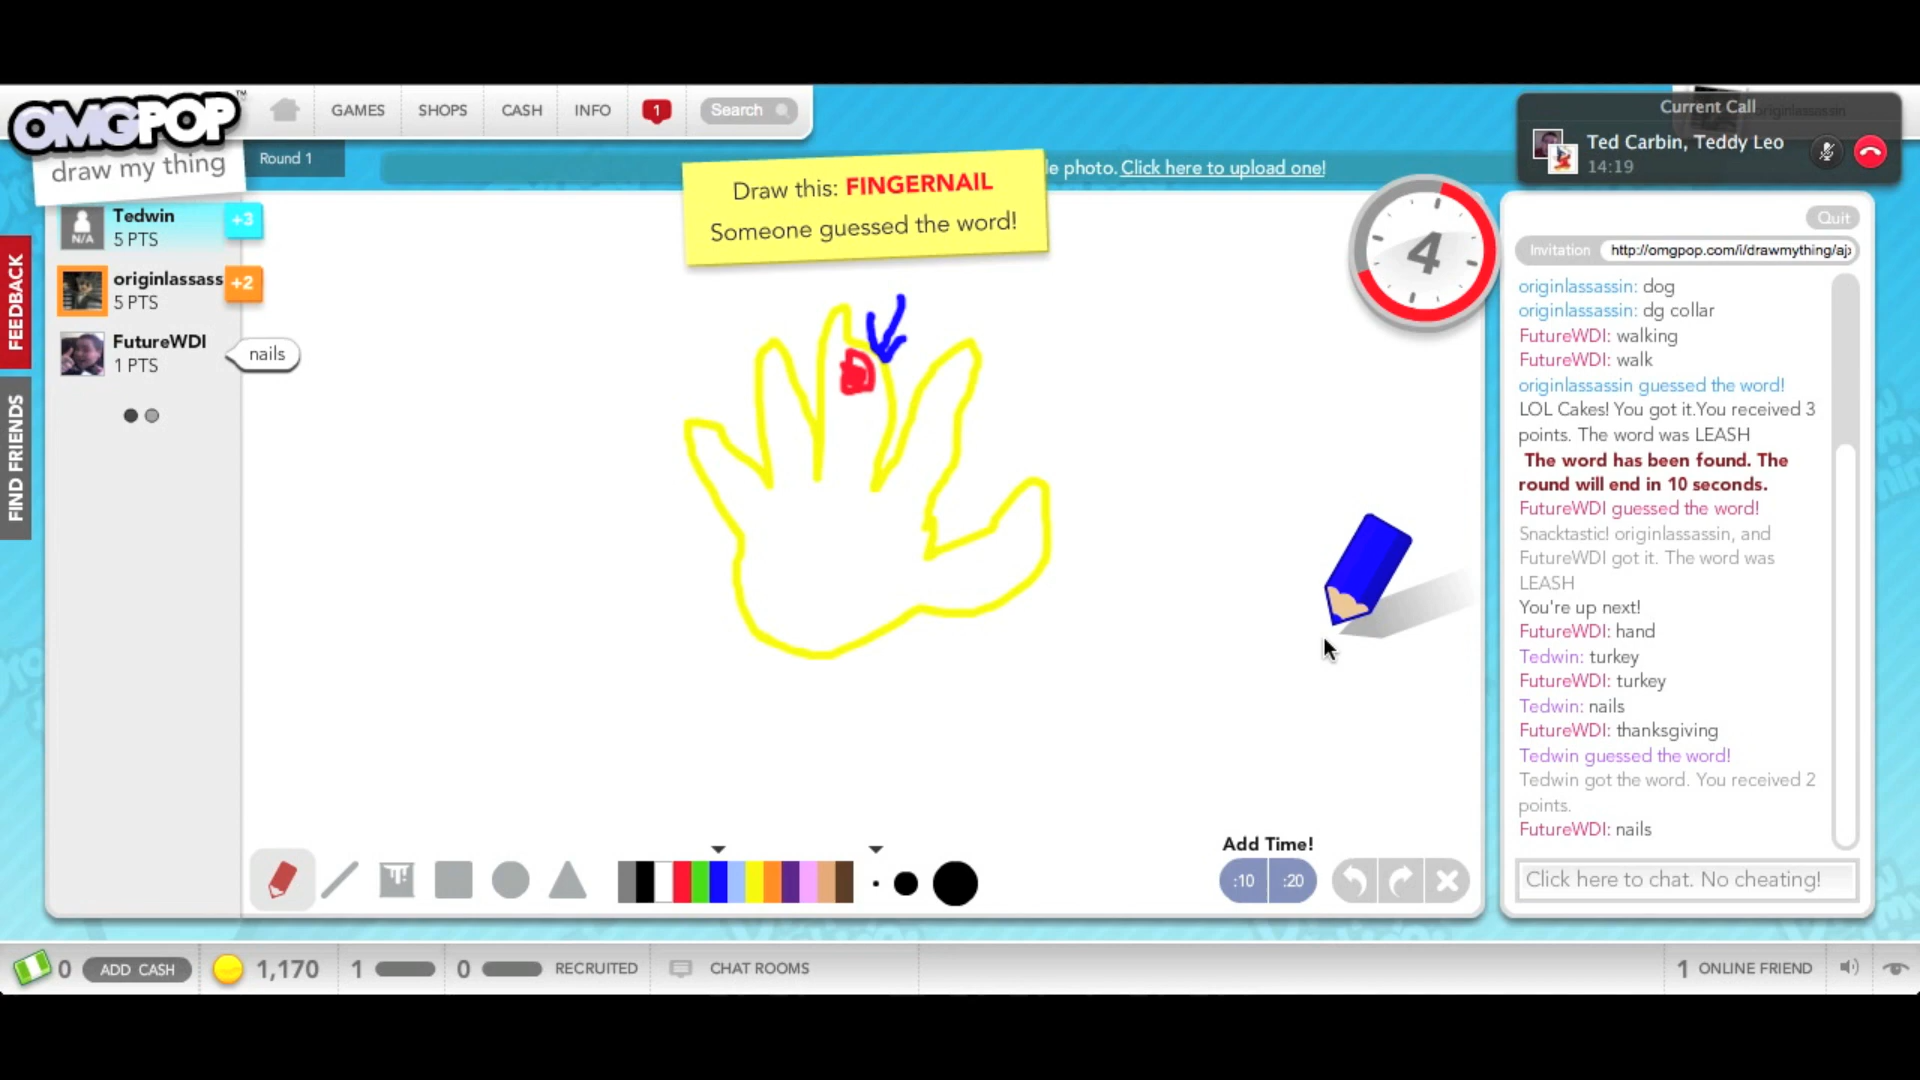 OMGPOP™
draw my thing
GAMES
SHOPS
CASH
INFO
1
Search
Round 1
le photo. Click here to upload one!
Current Call
originlassassin
Ted Carbin, Teddy Leo
14:19
Draw this: FINGERNAIL
Someone guessed the word!
4
FEEDBACK
FIND FRIENDS
N/A
Tedwin
5 PTS
+3
originlassass
5 PTS
+2
FutureWDI
1 PTS
nails
Quit
Invitation
http://omgpop.com/i/drawmything/aj
originlassassin: dog
originlassassin: dg collar
FutureWDI: walking
FutureWDI: walk
originlassassin guessed the word!
LOL Cakes! You got it.You received 3
points. The word was LEASH
The word has been found. The
round will end in 10 seconds.
FutureWDI guessed the word!
Snacktastic! originlassassin, and
FutureWDI got it. The word was
LEASH
You're up next!
FutureWDI: hand
Tedwin: turkey
FutureWDI: turkey
Tedwin: nails
FutureWDI: thanksgiving
Tedwin guessed the word!
Tedwin got the word. You received 2
points.
FutureWDI: nails
Click here to chat. No cheating!
Add Time!
:10
:20
0
ADD CASH
1,170
1
0
RECRUITED
CHAT ROOMS
1 ONLINE FRIEND